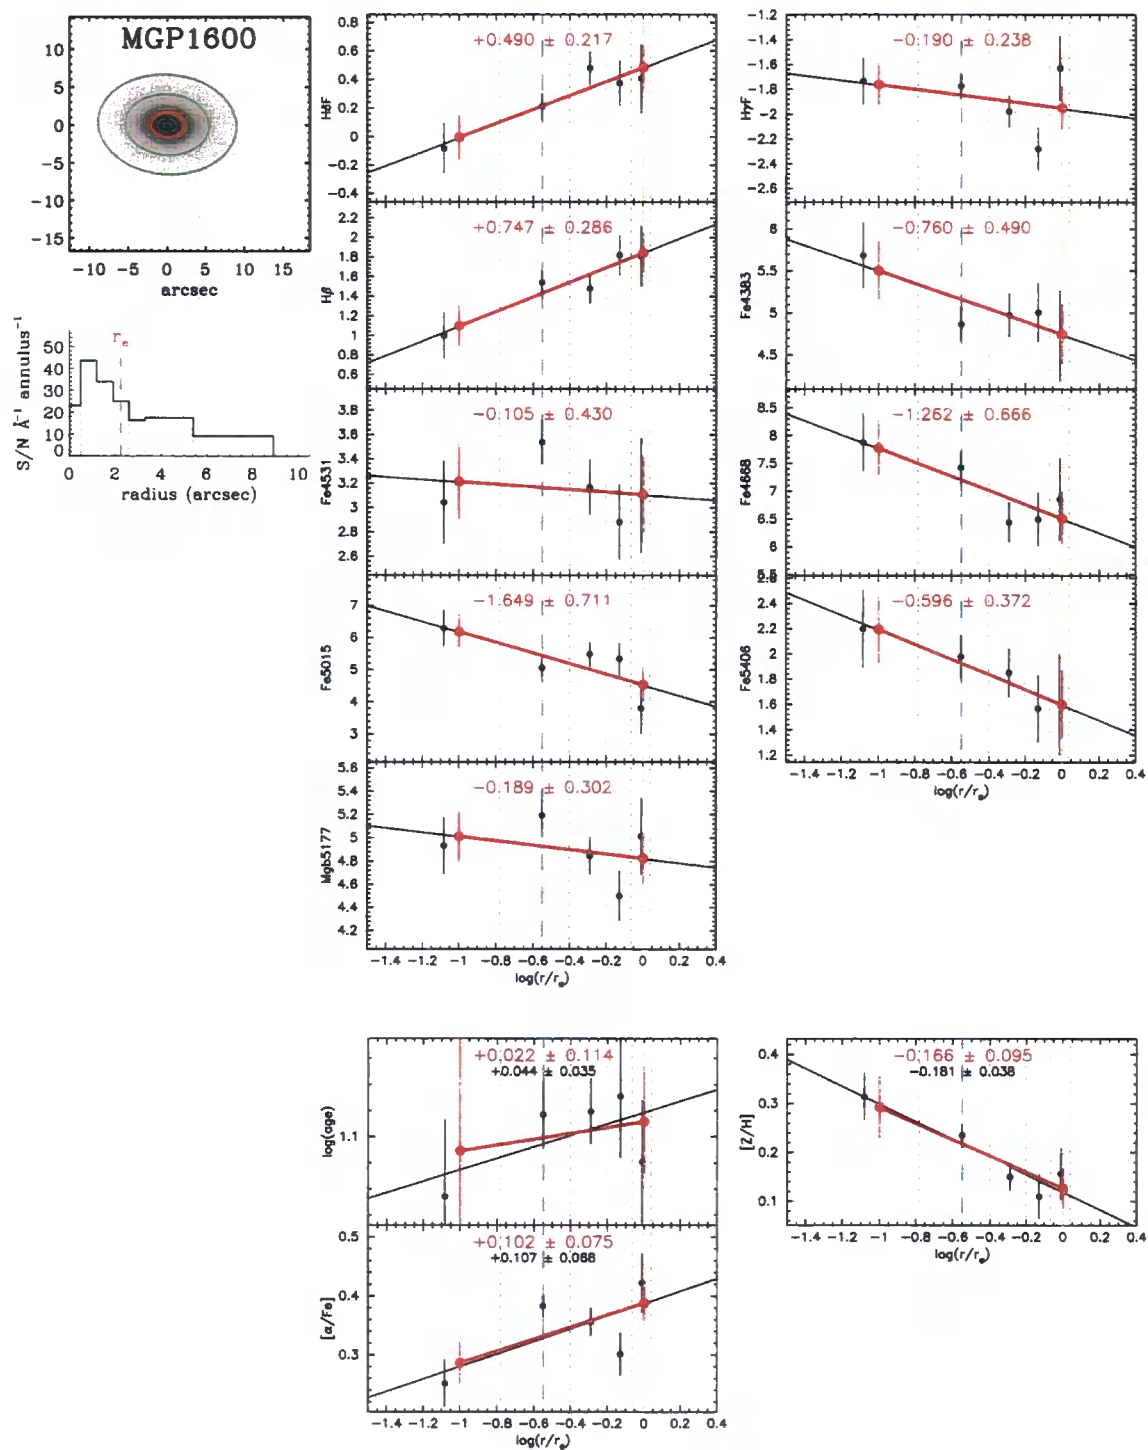 MGP1600
10
5
0
−5
−10
−15
−10 −5 0 5 10 15
arcsec
S/N Å⁻¹ annulus⁻¹
50
40
30
20
10
0
rₑ
0 2 4 6 8 10
radius (arcsec)
HδF
+0.490 ± 0.217
0.8
0.6
0.4
0.2
0
−0.2
−0.4
Hβ
+0.747 ± 0.286
2.2
2
1.8
1.6
1.4
1.2
1
0.8
0.6
Fe4531
−0.105 ± 0.430
3.8
3.6
3.4
3.2
3
2.8
2.6
Fe5015
−1.649 ± 0.711
7
6
5
4
3
Mgb5177
−0.189 ± 0.302
5.6
5.4
5.2
5
4.8
4.6
4.4
4.2
−1.4 −1.2 −1 −0.8 −0.6 −0.4 −0.2 0 0.2 0.4
log(r/rₑ)
HγF
−0.190 ± 0.238
−1.2
−1.4
−1.6
−1.8
−2
−2.2
−2.4
−2.6
Fe4383
−0.760 ± 0.490
6
5.5
5
4.5
Fe4668
−1.262 ± 0.666
8.5
8
7.5
7
6.5
6
5.5
Fe5406
−0.596 ± 0.372
2.6
2.4
2.2
2
1.8
1.6
1.4
1.2
−1.4 −1.2 −1 −0.8 −0.6 −0.4 −0.2 0 0.2 0.4
log(r/rₑ)
log(age)
+0.022 ± 0.114
+0.044 ± 0.035
1.1
[α/Fe]
+0.102 ± 0.075
+0.107 ± 0.068
0.5
0.4
0.3
−1.4 −1.2 −1 −0.8 −0.6 −0.4 −0.2 0 0.2 0.4
log(r/rₑ)
[Z/H]
−0.166 ± 0.095
−0.181 ± 0.038
0.4
0.3
0.2
0.1
−1.4 −1.2 −1 −0.8 −0.6 −0.4 −0.2 0 0.2 0.4
log(r/rₑ)